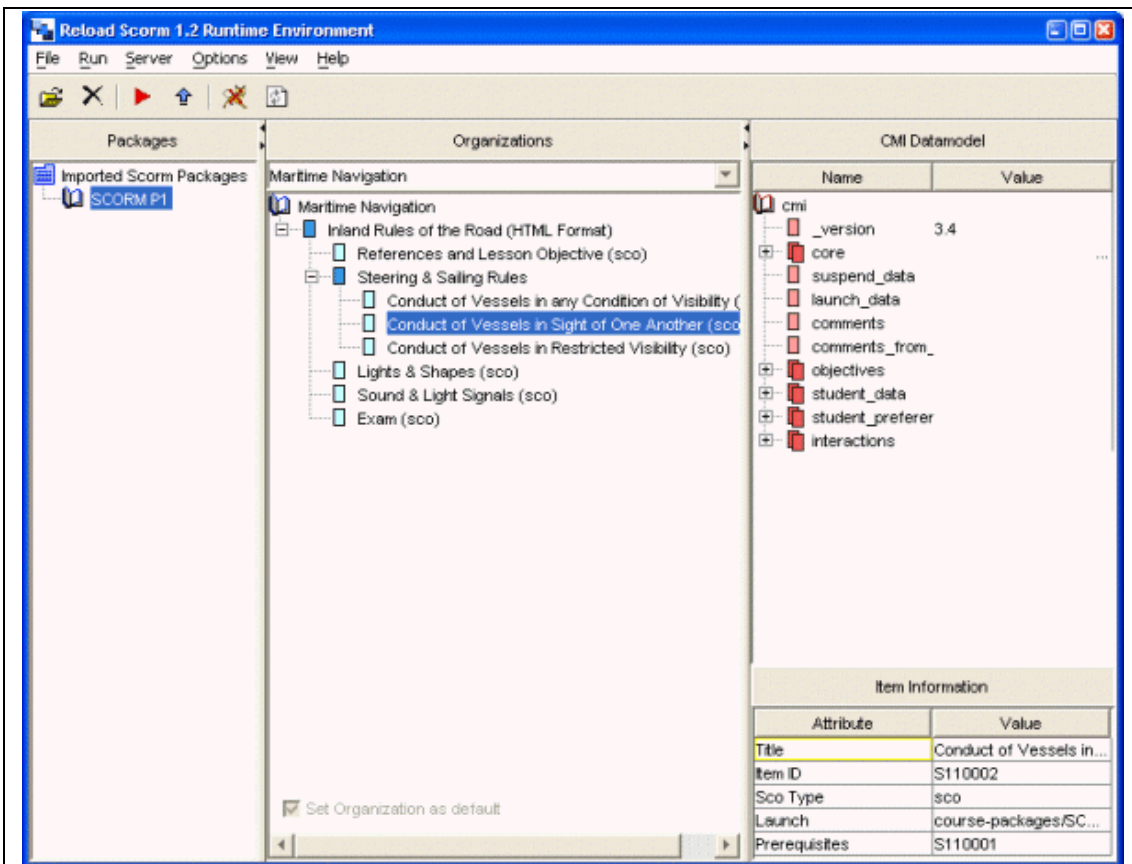 Reload Scorm 1.2 Runtime Environment
File Run Server Options View Help
Packages
Organizations
CMI Datamodel
Imported Scorm Packages
SCORM P1
Maritime Navigation
Maritime Navigation
Inland Rules of the Road (HTML Format)
References and Lesson Objective (sco)
Steering & Sailing Rules
Conduct of Vessels in any Condition of Visibility (
Conduct of Vessels in Sight of One Another (sco
Conduct of Vessels in Restricted Visibility (sco)
Lights & Shapes (sco)
Sound & Light Signals (sco)
Exam (sco)
Set Organization as default
Name Value
cmi
_version 3.4
core ...
suspend_data
launch_data
comments
comments_from_
objectives
student_data
student_preferer
interactions
Item Information
Attribute Value
Title Conduct of Vessels in...
Item ID S110002
Sco Type sco
Launch course-packages/SC...
Prerequisites S110001